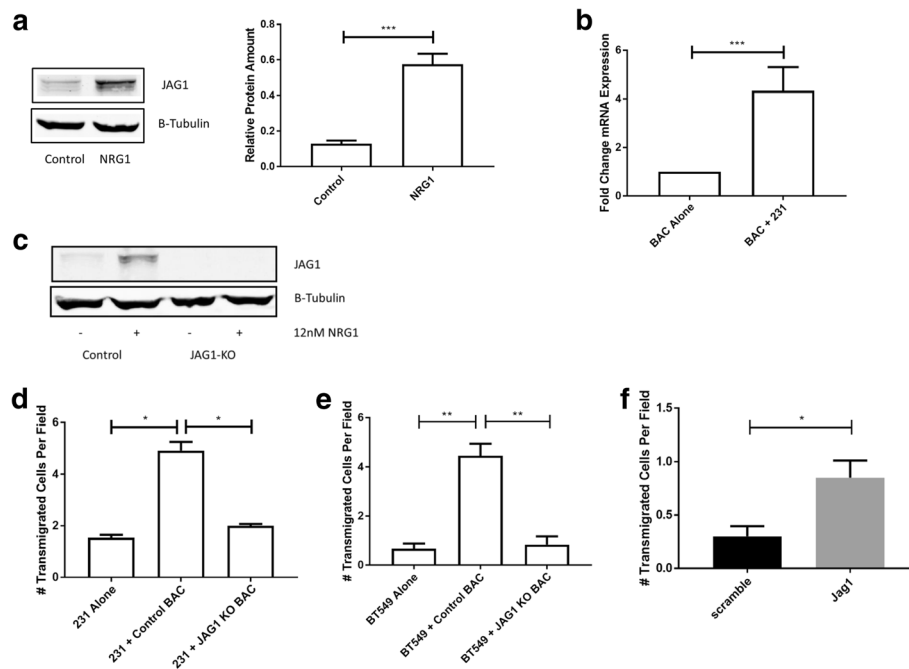 a
JAG1
B-Tubulin
Control NRG1
Relative Protein Amount
0.8
0.6
0.4
0.2
0.0
***
Control
NRG1
b
Fold Change mRNA Expression
6
4
2
0
***
BAC Alone
BAC + 231
c
JAG1
B-Tubulin
- + - + 12nM NRG1
Control JAG1-KO
d
# Transmigrated Cells Per Field
6
4
2
0
* *
231 Alone
231 + Control BAC
231 + JAG1 KO BAC
e
# Transmigrated Cells Per Field
6
4
2
0
** **
BT549 Alone
BT549 + Control BAC
BT549 + JAG1 KO BAC
f
# Transmigrated Cells Per Field
1.5
1.0
0.5
0.0
*
scramble
Jag1